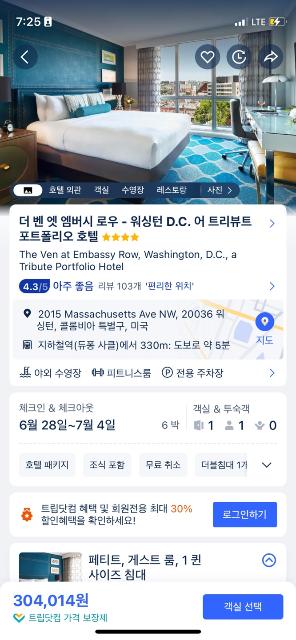 7:25
LTE
호텔 외관 객실 수영장 레스토랑 사진
더 벤 엣 엠버시 로우 - 워싱턴 D.C. 어 트리뷰트
포트폴리오 호텔
The Ven at Embassy Row, Washington, D.C., a
Tribute Portfolio Hotel
4.3/5 아주 좋음 리뷰 103개 '편리한 위치'
2015 Massachusetts Ave NW, 20036 워
싱턴, 콜롬비아 특별구, 미국
지하철역(듀퐁 사클)에서 330m: 도보로 약 5분
지도
야외 수영장 피트니스룸 전용 주차장
체크인 & 체크아웃 객실 & 투숙객
6월 28일~7월 4일 6 박 1 1 0
호텔 패키지 조식 포함 무료 취소 더블침대 1개
트립닷컴 혜택 및 회원전용 최대 30%
할인혜택을 확인하세요!
로그인하기
페티트, 게스트 룸, 1 퀸
사이즈 침대
304,014원
트립닷컴 가격 보장제
객실 선택